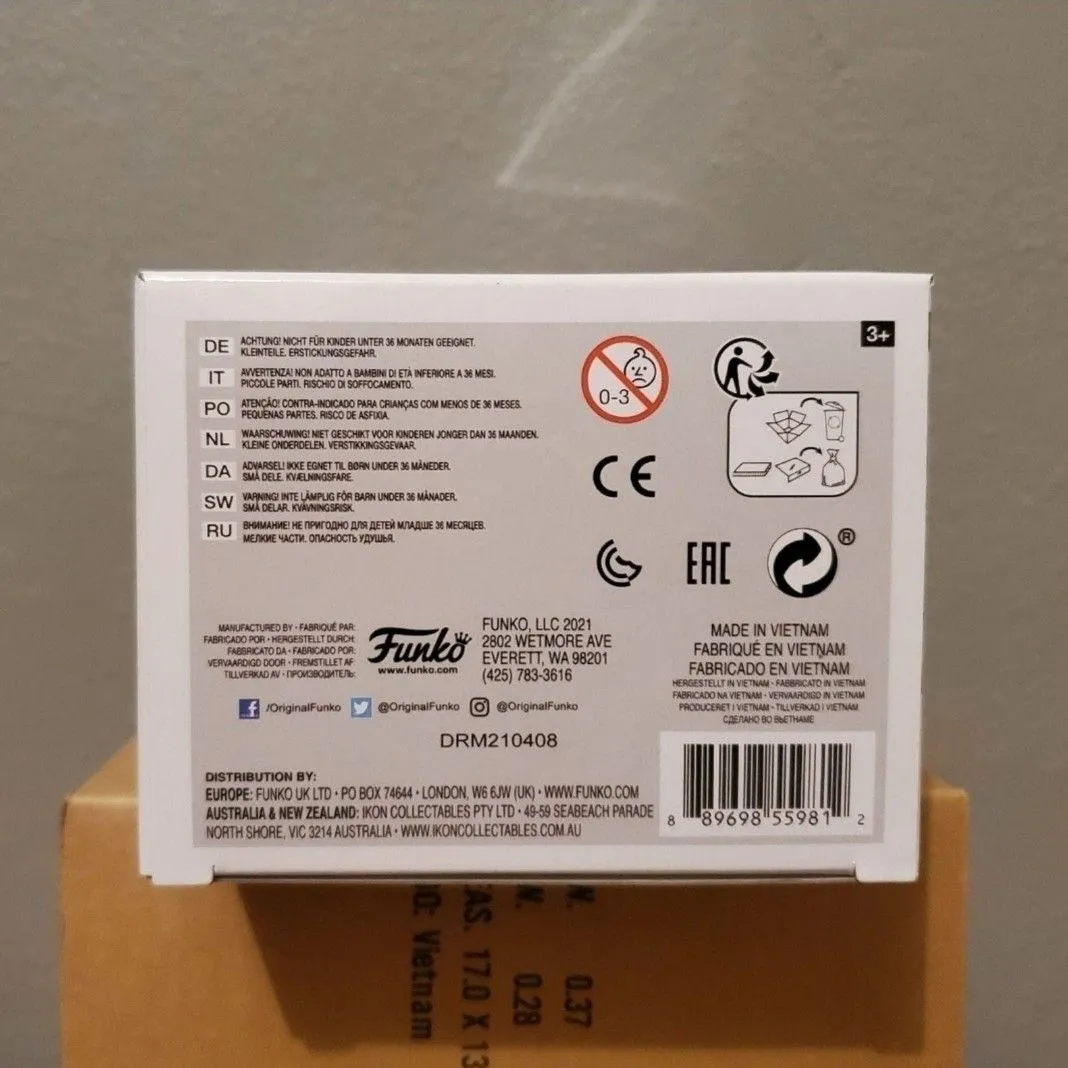 3+
DE ACHTUNG! NICHT FÜR KINDER UNTER 36 MONATEN GEEIGNET.
KLEINTEILE. ERSTICKUNGSGEFAHR.
IT AVVERTENZA! NON ADATTO A BAMBINI DI ETÀ INFERIORE A 36 MESI.
PICCOLE PARTI. RISCHIO DI SOFFOCAMENTO.
PO ATENCÃO! CONTRA-INDICADO PARA CRIANÇAS COM MENOS DE 36 MESES.
PEQUENAS PARTES. RISCO DE ASFIXIA.
NL WAARSCHUWING! NIET GESCHIKT VOOR KINDEREN JONGER DAN 36 MAANDEN.
KLEINE ONDERDELEN. VERSTIKKINGSGEVAAR.
DA ADVARSEL! IKKE EGNET TIL BØRN UNDER 36 MÅNEDER.
SMÅ DELE. KVÆLNINGSFARE.
SW VARNING! INTE LÄMPLIG FÖR BARN UNDER 36 MÅNADER.
SMÅ DELAR. KVÄVNINGSRISK.
RU ВНИМАНИЕ! НЕ ПРИГОДНО ДЛЯ ДЕТЕЙ МЛАДШЕ 36 МЕСЯЦЕВ.
МЕЛКИЕ ЧАСТИ. ОПАСНОСТЬ УДУШЬЯ.
0-3
CE
EAC
®
MANUFACTURED BY • FABRIQUÉ PAR:
FABRICADO POR • HERGESTELLT DURCH:
FABBRICATO DA • FABRICADO POR:
VERVAARDIGD DOOR • FREMSTILLET AF:
TILLVERKAD AV • ПРОИЗВОДИТЕЛЬ:
Funko
www.funko.com
FUNKO, LLC 2021
2802 WETMORE AVE
EVERETT, WA 98201
(425) 783-3616
MADE IN VIETNAM
FABRIQUÉ EN VIETNAM
FABRICADO EN VIETNAM
HERGESTELLT IN VIETNAM • FABBRICATO IN VIETNAM
FABRICADO NA VIETNAM • VERVAARDIGD IN VIETNAM
PRODUCERET I VIETNAM • TILLVERKAD I VIETNAM
СДЕЛАНО ВО ВЬЕТНАМЕ
/OriginalFunko @OriginalFunko @OriginalFunko
DRM210408
DISTRIBUTION BY:
EUROPE: FUNKO UK LTD • PO BOX 74644 • LONDON, W6 6JW (UK) • WWW.FUNKO.COM
AUSTRALIA & NEW ZEALAND: IKON COLLECTABLES PTY LTD • 49-59 SEABEACH PARADE
NORTH SHORE, VIC 3214 AUSTRALIA • WWW.IKONCOLLECTABLES.COM.AU
8 89698 55981 2
W. 0.37
W. 0.28
EAS. 17.0 X 13
Vietnam